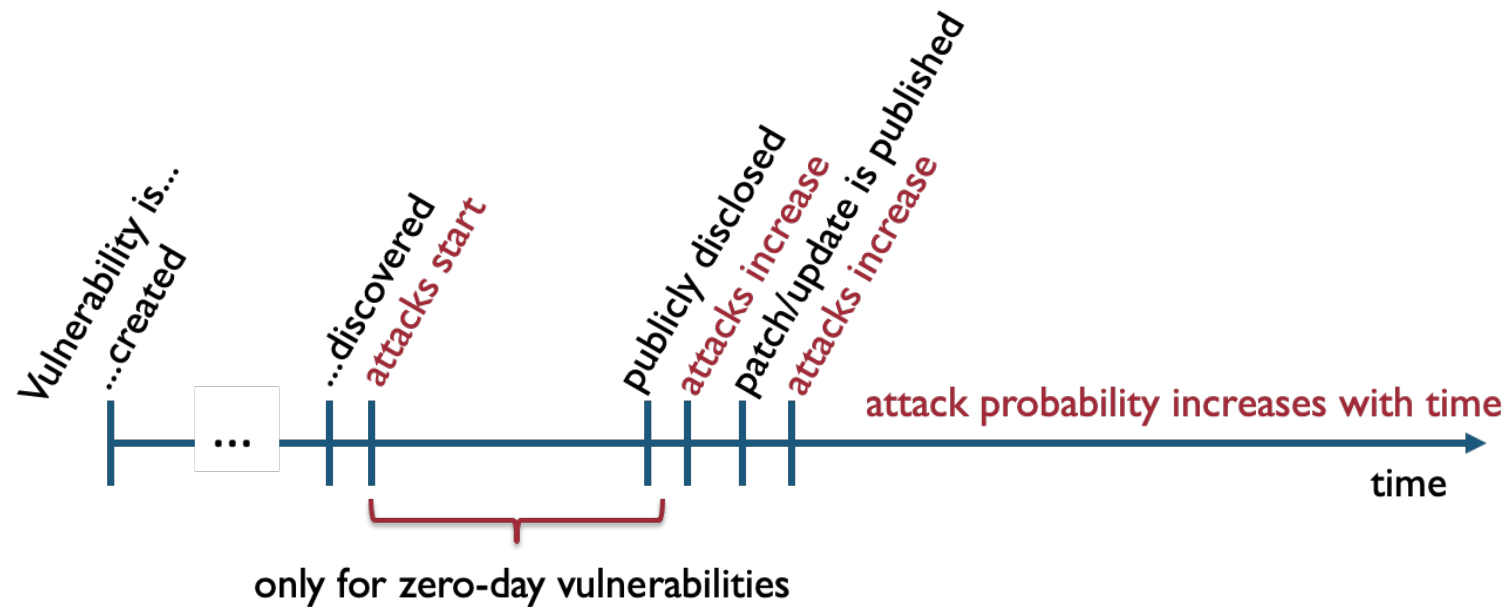 Vulnerability is...
...created
...
...discovered
attacks start
publicly disclosed
attacks increase
patch/update is published
attacks increase
attack probability increases with time
time
only for zero-day vulnerabilities